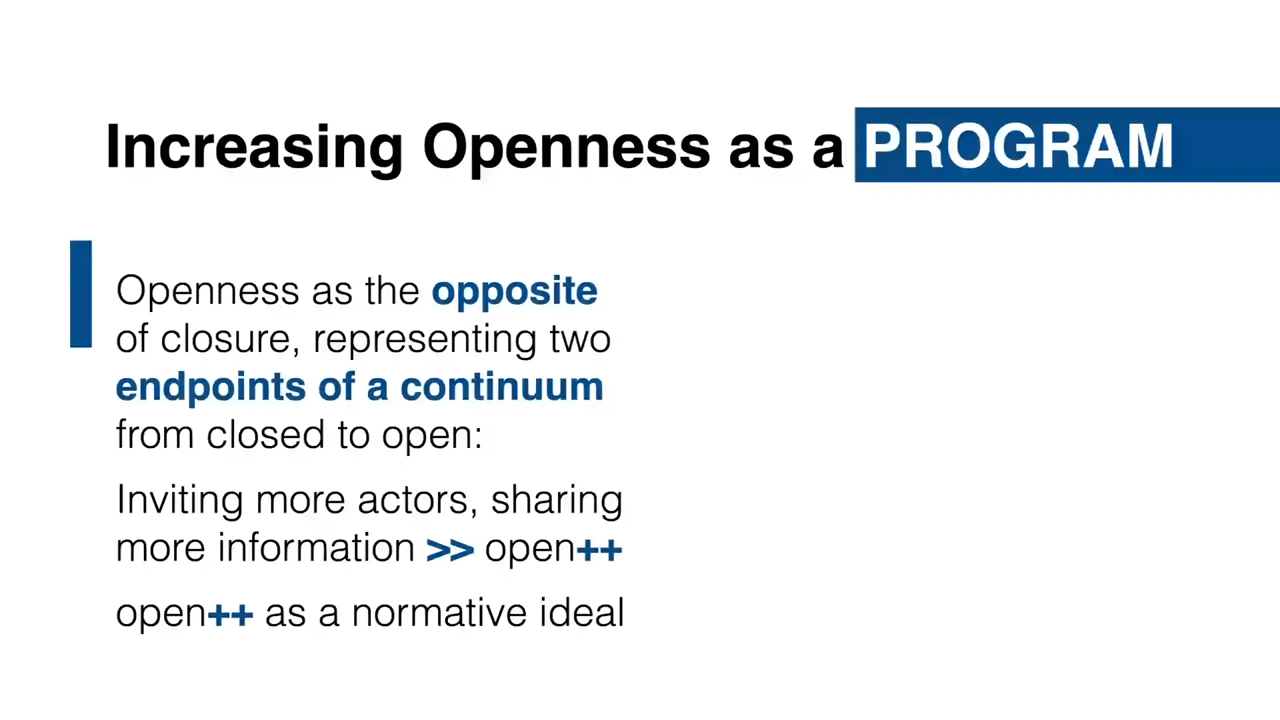 Increasing Openness as a PROGRAM
Openness as the opposite
of closure, representing two
endpoints of a continuum
from closed to open:
Inviting more actors, sharing
more information >> open++
open++ as a normative ideal